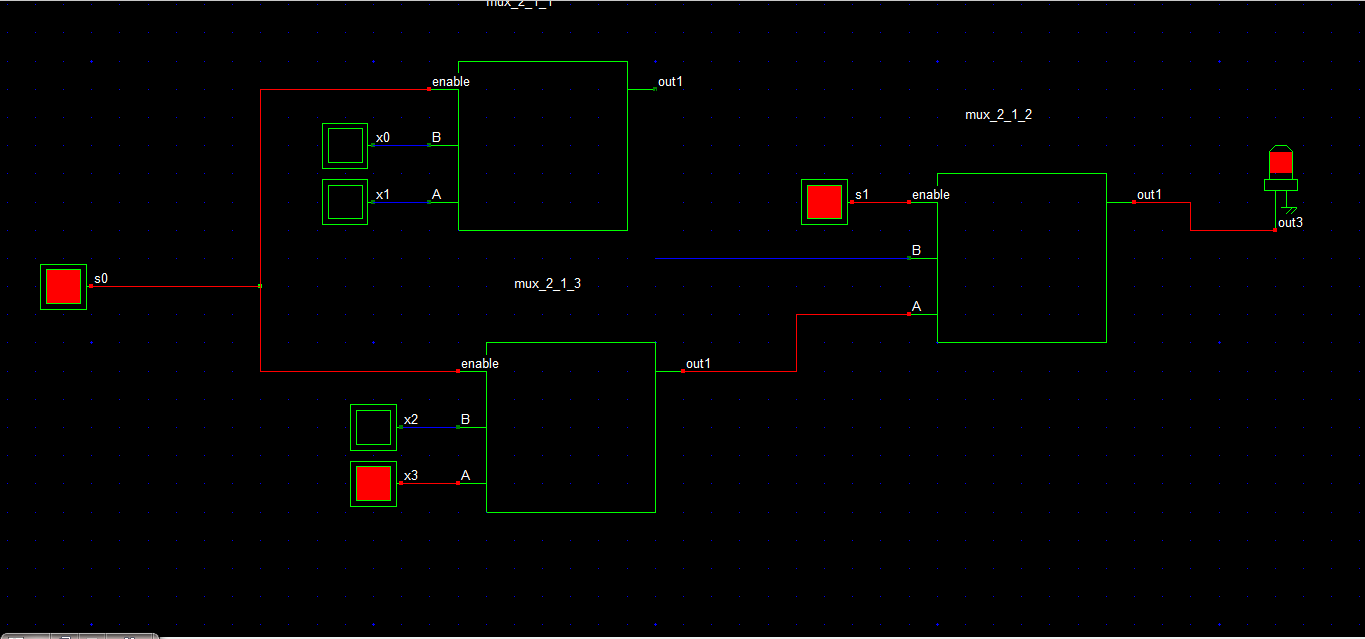 mux_2_1_1
enable
out1
x0
B
x1
A
mux_2_1_2
s1
enable
out1
out3
B
A
s0
mux_2_1_3
enable
out1
x2
B
x3
A